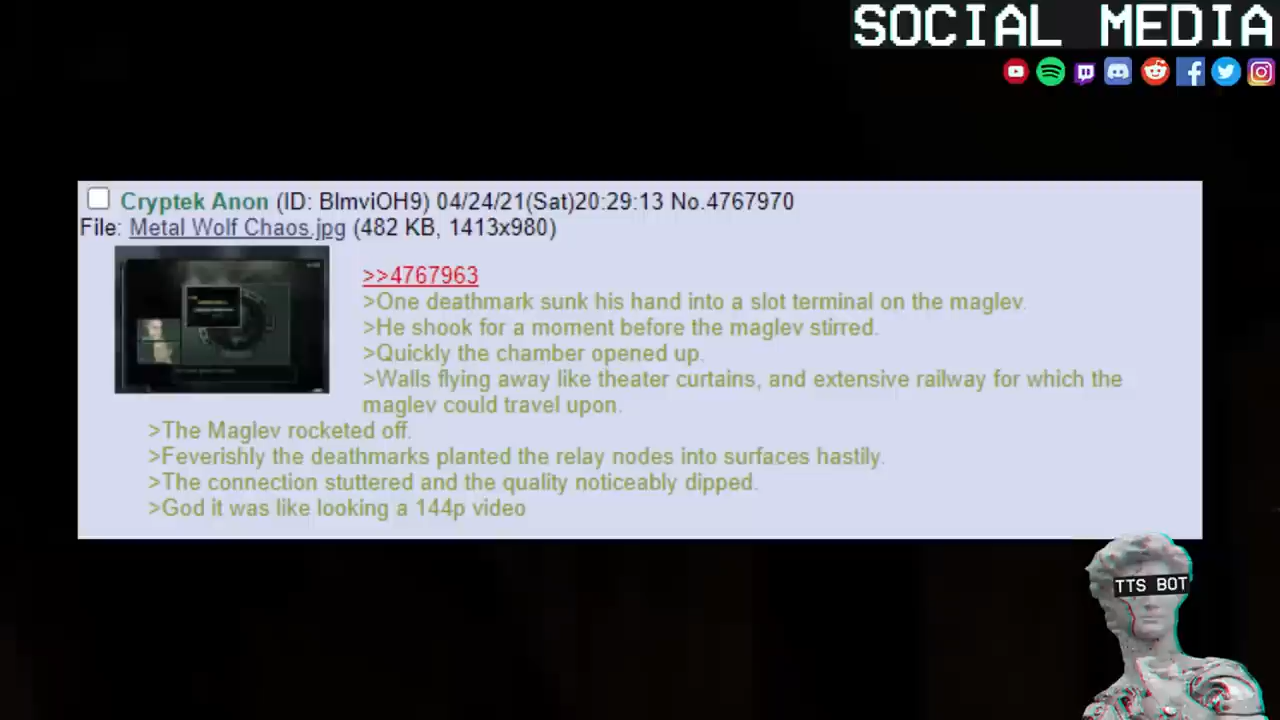 SOCIAL MEDIA
Cryptek Anon (ID: BlmviOH9) 04/24/21(Sat)20:29:13 No.4767970
File: Metal Wolf Chaos.jpg (482 KB, 1413x980)
>>4767963
>One deathmark sunk his hand into a slot terminal on the maglev.
>He shook for a moment before the maglev stirred.
>Quickly the chamber opened up.
>Walls flying away like theater curtains, and extensive railway for which the
maglev could travel upon.
>The Maglev rocketed off.
>Feverishly the deathmarks planted the relay nodes into surfaces hastily.
>The connection stuttered and the quality noticeably dipped.
>God it was like looking a 144p video
TTS BOT